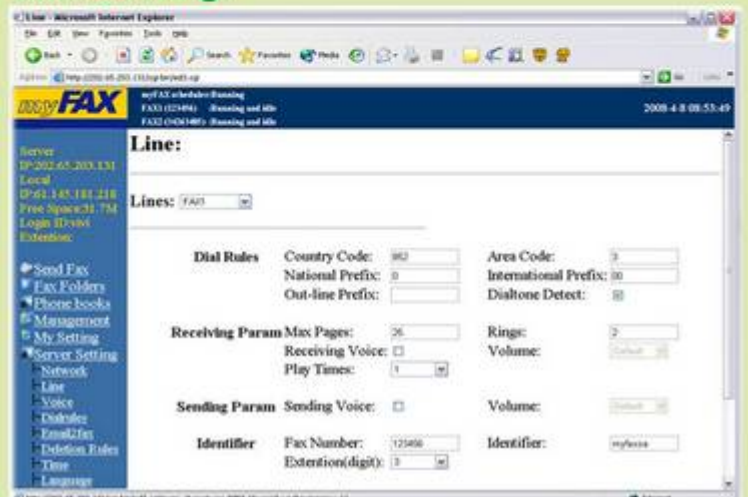 Line - Microsoft Internet Explorer
File Edit View Favorites Tools Help
Search Favorites Media
myFAX
myFAX scheduler:Running
FAX1 (123456) :Running and idle
:Running and idle
2008-4-8 08:53:49
Server
IP:202.65.203.131
Local
IP:61.145.181.218
Free Space:31.7M
Login ID:vivi
Extention:
Send Fax
Fax Folders
Phone books
Management
My Setting
Server Setting
Network
Line
Voice
Dialrules
Email2fax
Deletion Rules
Time
Language
Line:
Lines:
Dial Rules Country Code: 852 Area Code: 3
National Prefix: 0 International Prefix: 00
Out-line Prefix: Dialtone Detect:
Receiving Param Max Pages: 26 Rings: 2
Receiving Voice: Volume: Default
Play Times: 1
Sending Param Sending Voice: Volume: Default
Identifier Fax Number: 123456 Identifier:
Extention(digit): 3
Internet